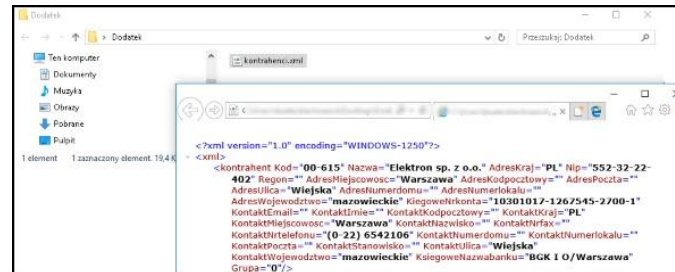 Dodatek
Dodatek
Przeszukaj: Dodatek
Ten komputer
Dokumenty
Muzyka
Obrazy
Pobrane
Pulpit
1 element 1 zaznaczony element. 19,4 K
kontrahenci.xml
<?xml version="1.0" encoding="WINDOWS-1250"?>
- <xml>
<kontrahent Kod="00-615" Nazwa="Elektron sp. z o.o." AdresKraj="PL" Nip="552-32-22-
402" Regon="" AdresMiejscowosc="Warszawa" AdresKodpocztowy="" AdresPoczta=""
AdresUlica="Wiejska" AdresNumerdomu="" AdresNumerlokalu=""
AdresWojewodztwo="mazowieckie" KiegoweNrkonta="10301017-1267545-2700-1"
KontaktEmail="" KontaktImie="" KontaktKodpocztowy="" KontaktKraj="PL"
KontaktMiejscowosc="Warszawa" KontaktNazwisko="" KontaktNrfax=""
KontaktNrtelefonu="(0-22) 6542106" KontaktNumerdomu="" KontaktNumerlokalu=""
KontaktPoczta="" KontaktStanowisko="" KontaktUlica="Wiejska"
KontaktWojewodztwo="mazowieckie" KsiegoweNazwabanku="BGK I O/Warszawa"
Grupa="0"/>